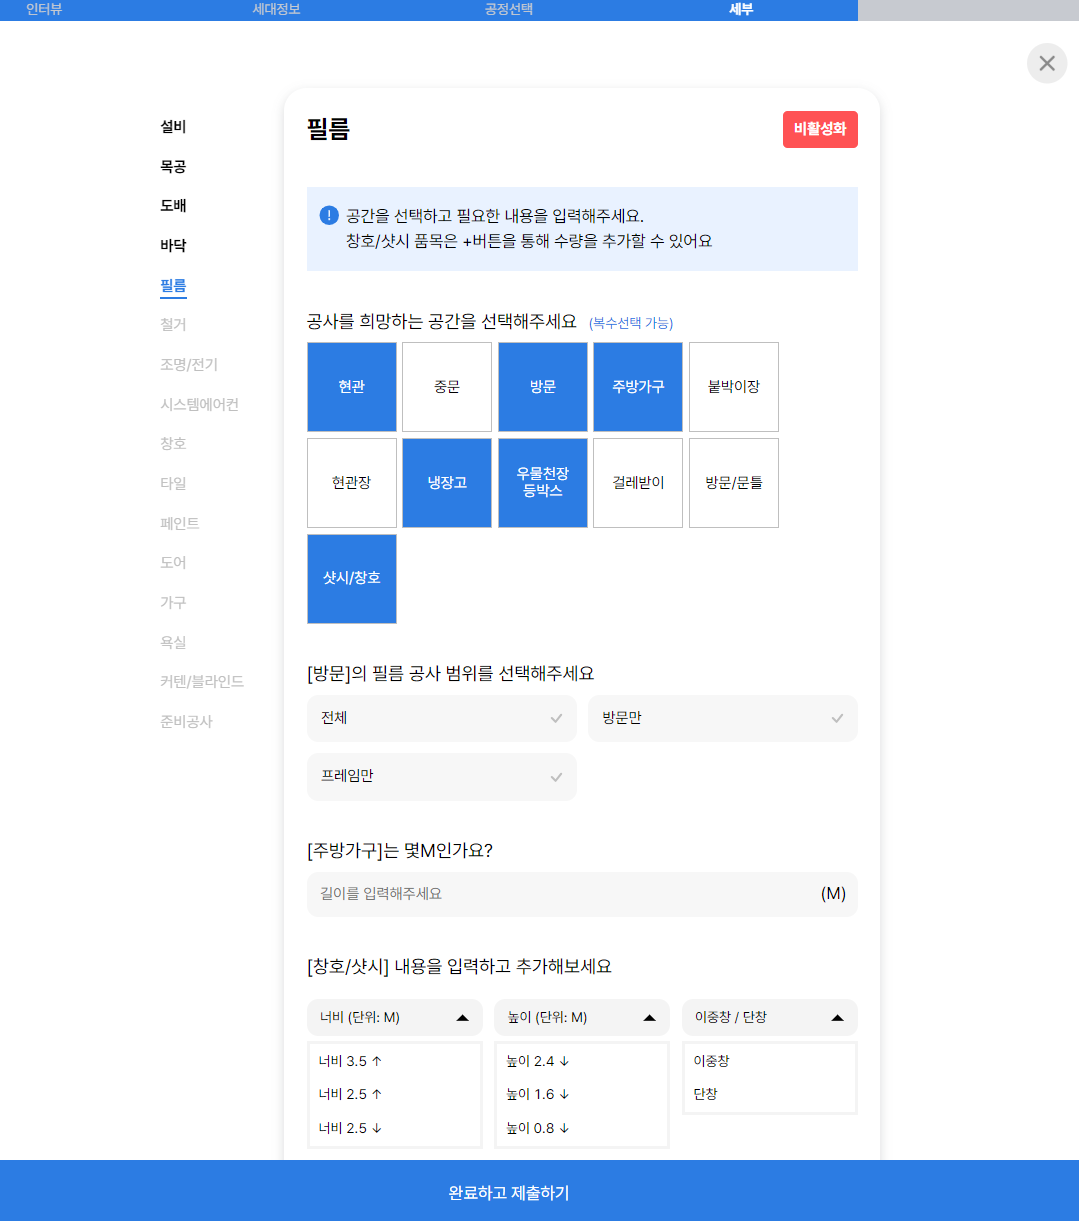 인터뷰
세대정보
공정선택
세부
설비
목공
도배
바닥
필름
철거
조명/전기
시스템에어컨
창호
타일
페인트
도어
가구
욕실
커텐/블라인드
준비공사
필름
비활성화
공간을 선택하고 필요한 내용을 입력해주세요.
창호/샷시 품목은 +버튼을 통해 수량을 추가할 수 있어요
공사를 희망하는 공간을 선택해주세요 (복수선택 가능)
현관
중문
방문
주방가구
붙박이장
현관장
냉장고
우물천장
등박스
걸레받이
방문/문틀
샷시/창호
[방문]의 필름 공사 범위를 선택해주세요
전체
방문만
프레임만
[주방가구]는 몇M인가요?
길이를 입력해주세요 (M)
[창호/샷시] 내용을 입력하고 추가해보세요
너비 (단위: M)
너비 3.5 ↑
너비 2.5 ↑
너비 2.5 ↓
높이 (단위: M)
높이 2.4 ↓
높이 1.6 ↓
높이 0.8 ↓
이중창 / 단창
이중창
단창
완료하고 제출하기